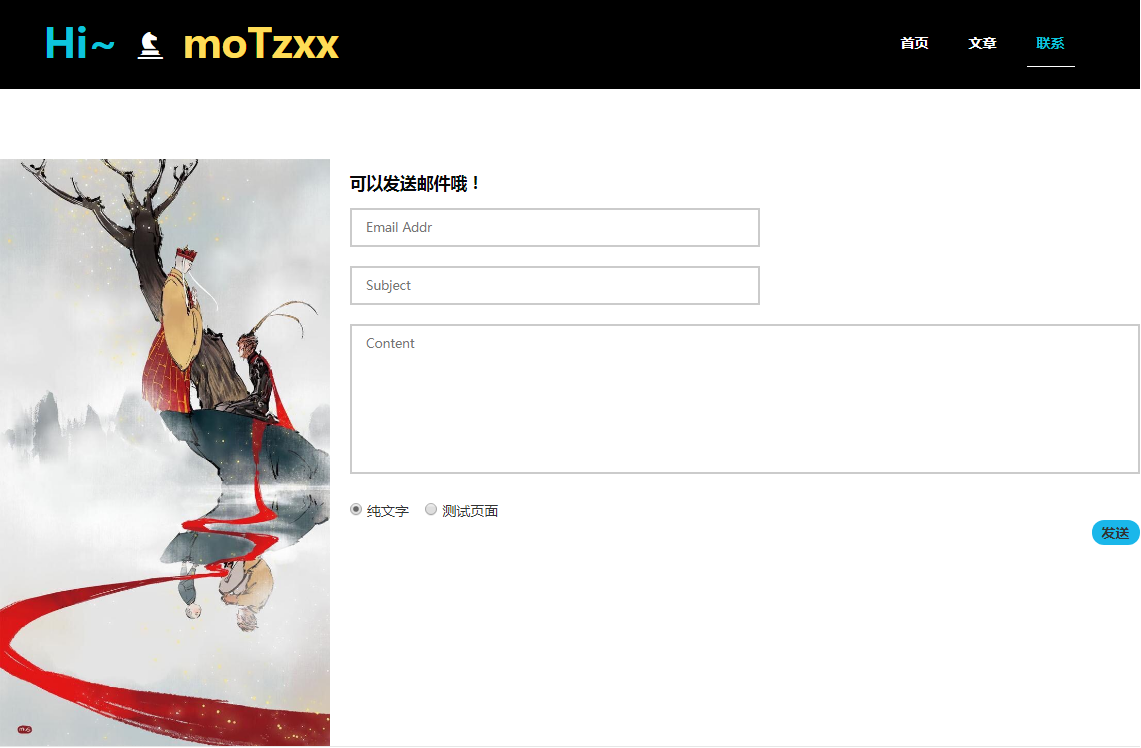 Hi~ moTzxx
首页 文章 联系
可以发送邮件哦！
Email Addr
Subject
Content
纯文字 测试页面
发送